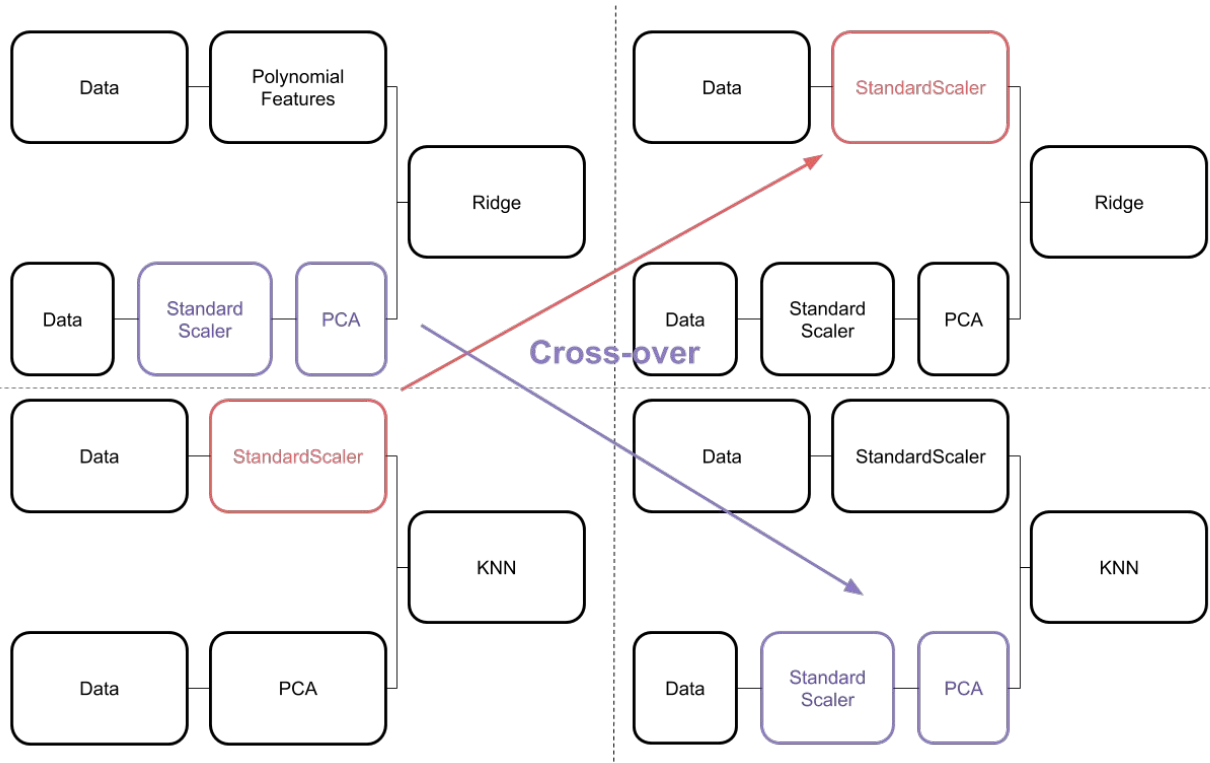 Data
Polynomial
Features
Ridge
Data
Standard
Scaler
PCA
Data
StandardScaler
Ridge
Data
Standard
Scaler
PCA
Cross-over
Data
StandardScaler
KNN
Data
PCA
Data
StandardScaler
KNN
Data
Standard
Scaler
PCA